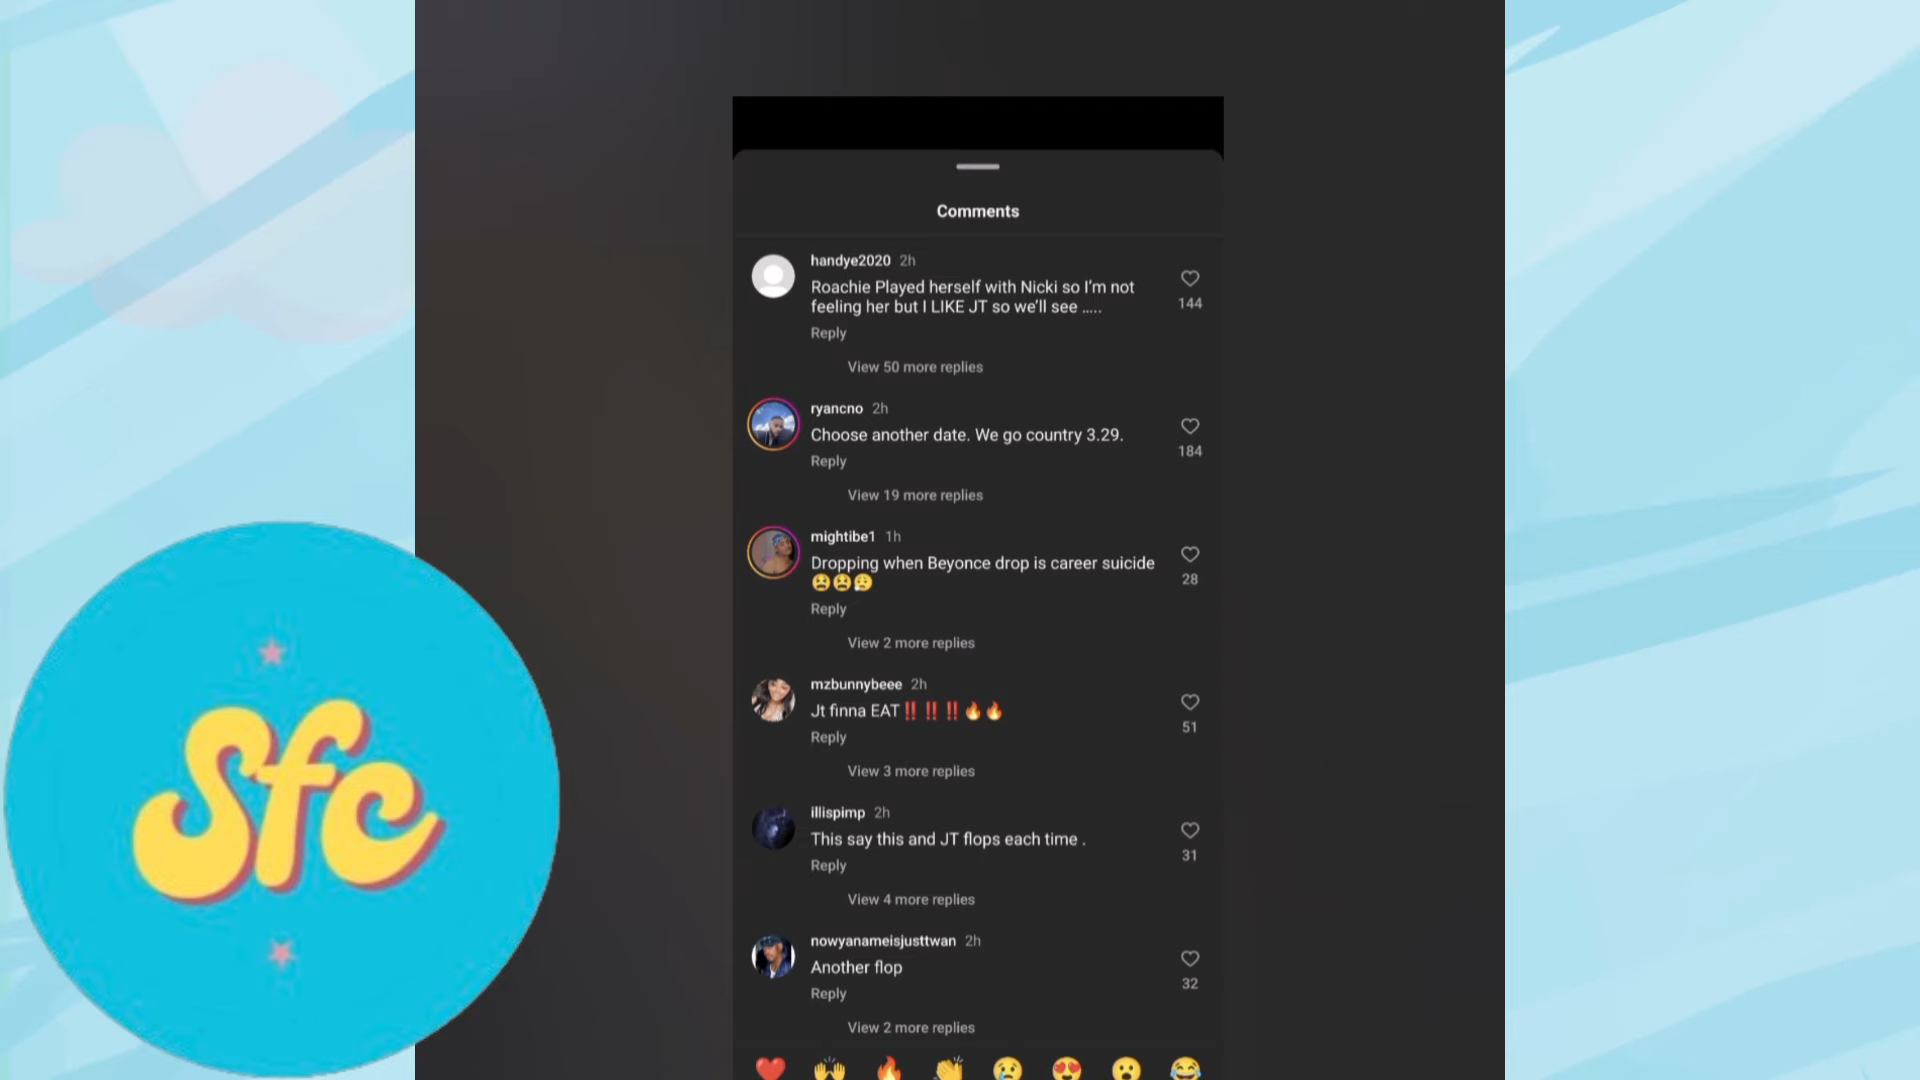 Comments
handye2020 2h
Roachie Played herself with Nicki so I'm not
feeling her but I LIKE JT so we'll see .....
144
Reply
View 50 more replies
ryancno 2h
Choose another date. We go country 3.29.
184
Reply
View 19 more replies
mightibe1 1h
Dropping when Beyonce drop is career suicide
😫😫😮‍💨
28
Reply
View 2 more replies
mzbunnybeee 2h
Jt finna EAT‼️‼️‼️🔥🔥
51
Reply
View 3 more replies
illispimp 2h
This say this and JT flops each time .
31
Reply
View 4 more replies
nowyanameisjusttwan 2h
Another flop
32
Reply
View 2 more replies
Sfc